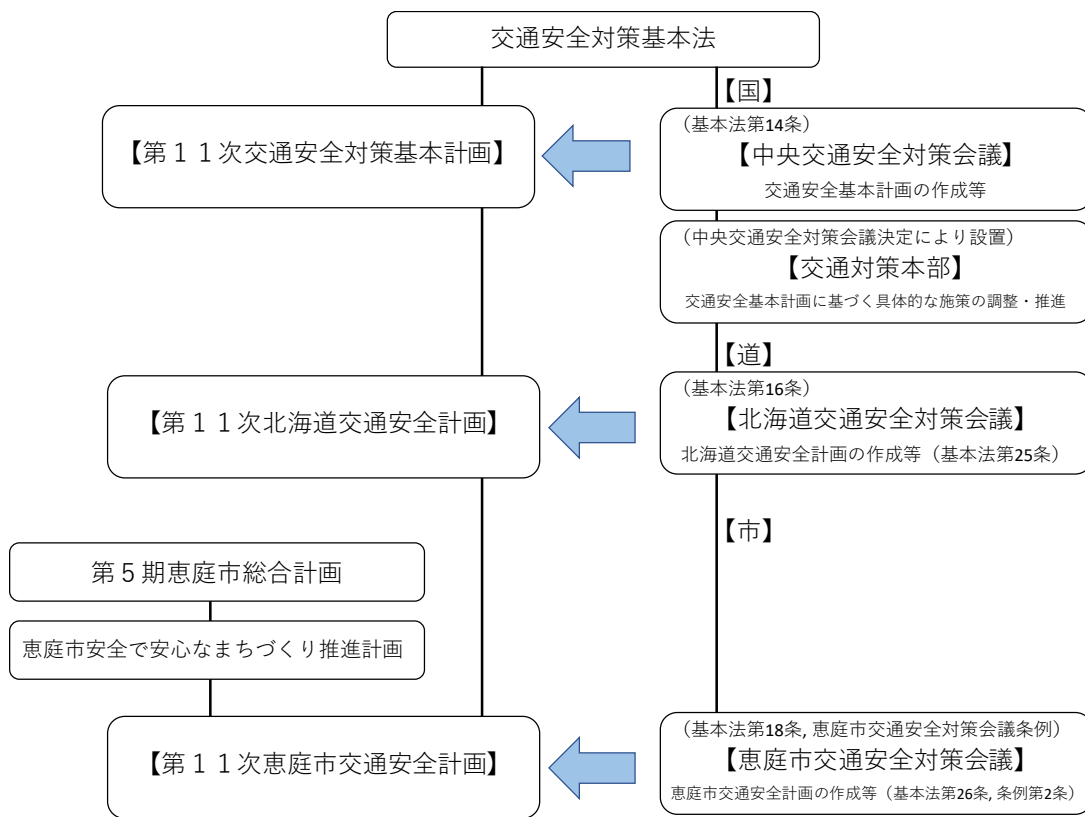 交通安全対策基本法
【国】
(基本法第14条)
【第１１次交通安全対策基本計画】
【中央交通安全対策会議】
交通安全基本計画の作成等
(中央交通安全対策会議決定により設置)
【交通対策本部】
交通安全基本計画に基づく具体的な施策の調整・推進
【道】
(基本法第16条)
【第１１次北海道交通安全計画】
【北海道交通安全対策会議】
北海道交通安全計画の作成等（基本法第25条）
【市】
第５期恵庭市総合計画
恵庭市安全で安心なまちづくり推進計画
(基本法第18条, 恵庭市交通安全対策会議条例)
【第１１次恵庭市交通安全計画】
【恵庭市交通安全対策会議】
恵庭市交通安全計画の作成等（基本法第26条, 条例第2条）